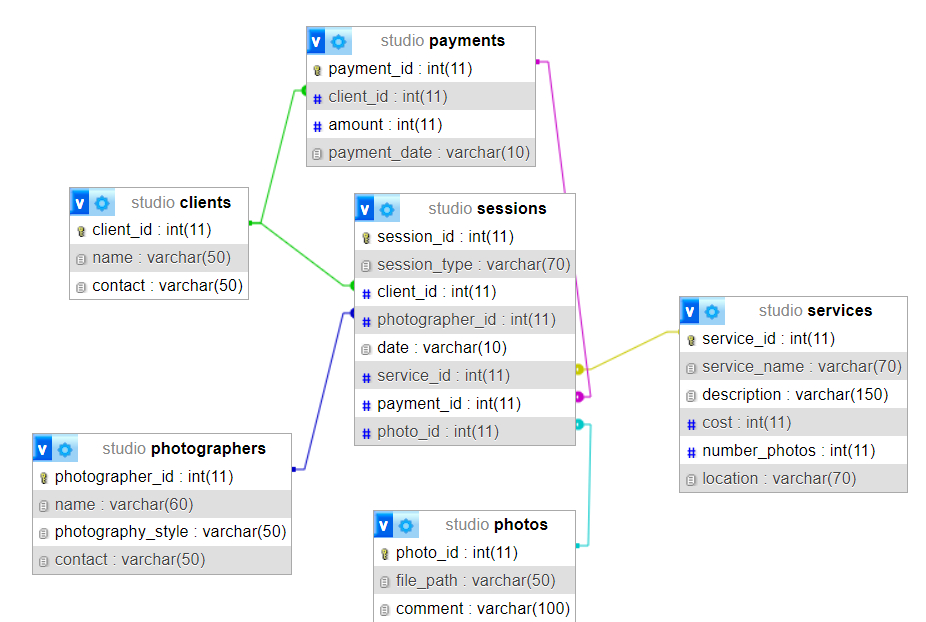 studio payments
payment_id : int(11)
client_id : int(11)
amount : int(11)
payment_date : varchar(10)
studio clients
client_id : int(11)
name : varchar(50)
contact : varchar(50)
studio sessions
session_id : int(11)
session_type : varchar(70)
client_id : int(11)
photographer_id : int(11)
date : varchar(10)
service_id : int(11)
payment_id : int(11)
photo_id : int(11)
studio services
service_id : int(11)
service_name : varchar(70)
description : varchar(150)
cost : int(11)
number_photos : int(11)
location : varchar(70)
studio photographers
photographer_id : int(11)
name : varchar(60)
photography_style : varchar(50)
contact : varchar(50)
studio photos
photo_id : int(11)
file_path : varchar(50)
comment : varchar(100)